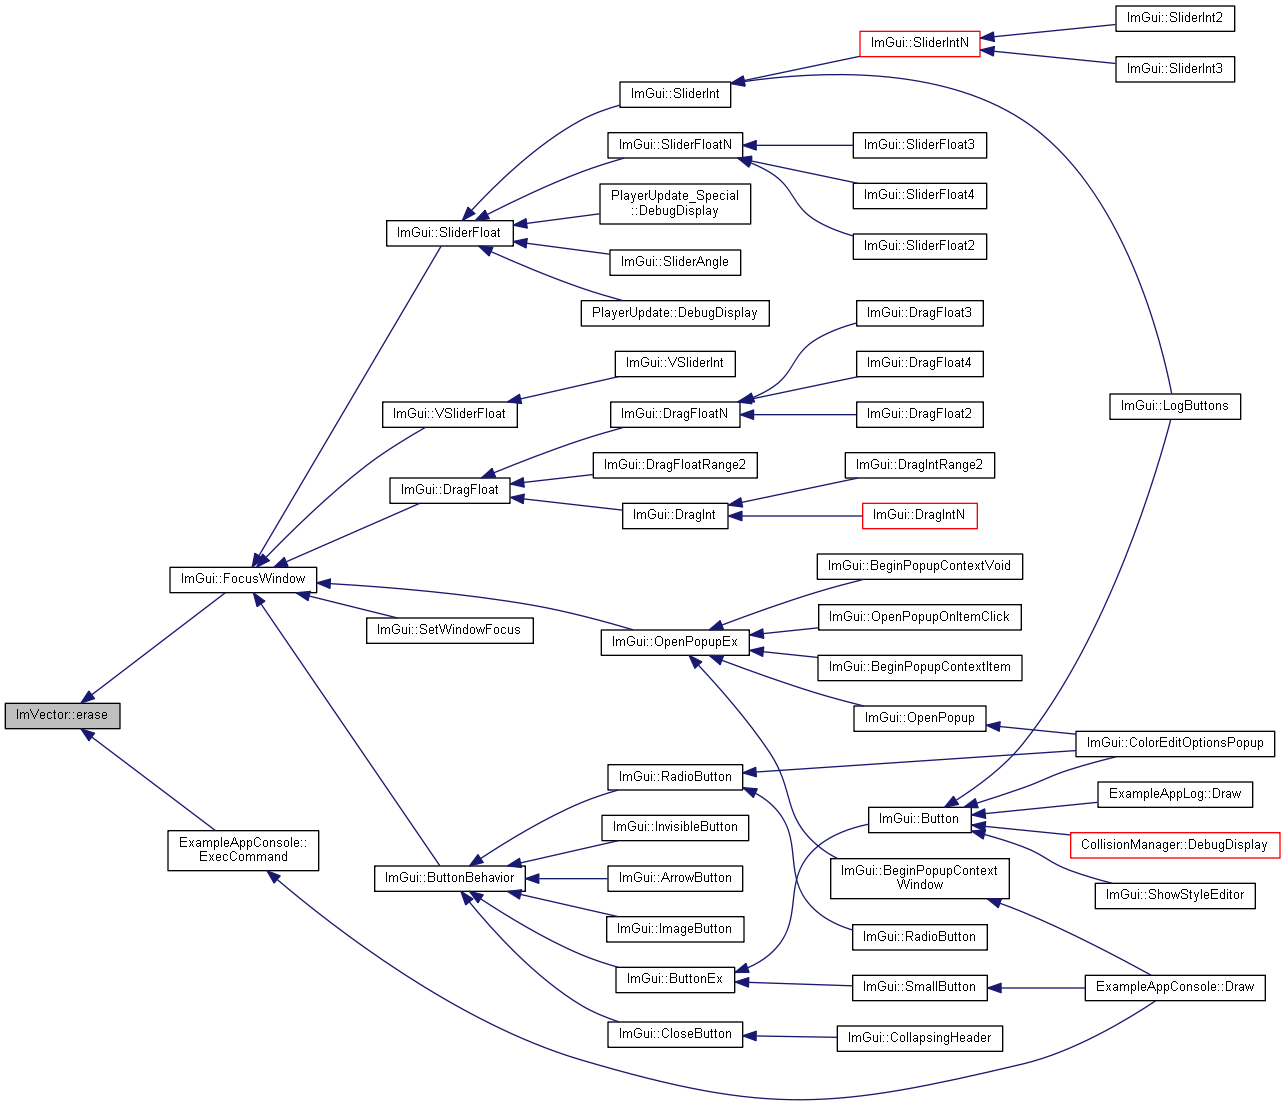 ImGui::SliderInt2
ImGui::SliderIntN
ImGui::SliderInt3
ImGui::SliderInt
ImGui::SliderFloatN
ImGui::SliderFloat3
PlayerUpdate_Special
::DebugDisplay
ImGui::SliderFloat4
ImGui::SliderFloat
ImGui::SliderFloat2
ImGui::SliderAngle
PlayerUpdate::DebugDisplay
ImGui::DragFloat3
ImGui::VSliderInt
ImGui::DragFloat4
ImGui::VSliderFloat
ImGui::DragFloatN
ImGui::DragFloat2
ImGui::LogButtons
ImGui::DragFloatRange2
ImGui::DragIntRange2
ImGui::DragFloat
ImGui::DragInt
ImGui::DragIntN
ImGui::BeginPopupContextVoid
ImGui::FocusWindow
ImGui::OpenPopupOnItemClick
ImGui::SetWindowFocus
ImGui::OpenPopupEx
ImGui::BeginPopupContextItem
ImVector::erase
ImGui::OpenPopup
ImGui::ColorEditOptionsPopup
ImGui::RadioButton
ExampleAppLog::Draw
ImGui::InvisibleButton
ImGui::Button
ExampleAppConsole::
ExecCommand
CollisionManager::DebugDisplay
ImGui::ButtonBehavior
ImGui::ArrowButton
ImGui::BeginPopupContext
Window
ImGui::ShowStyleEditor
ImGui::ImageButton
ImGui::RadioButton
ImGui::ButtonEx
ImGui::SmallButton
ExampleAppConsole::Draw
ImGui::CloseButton
ImGui::CollapsingHeader